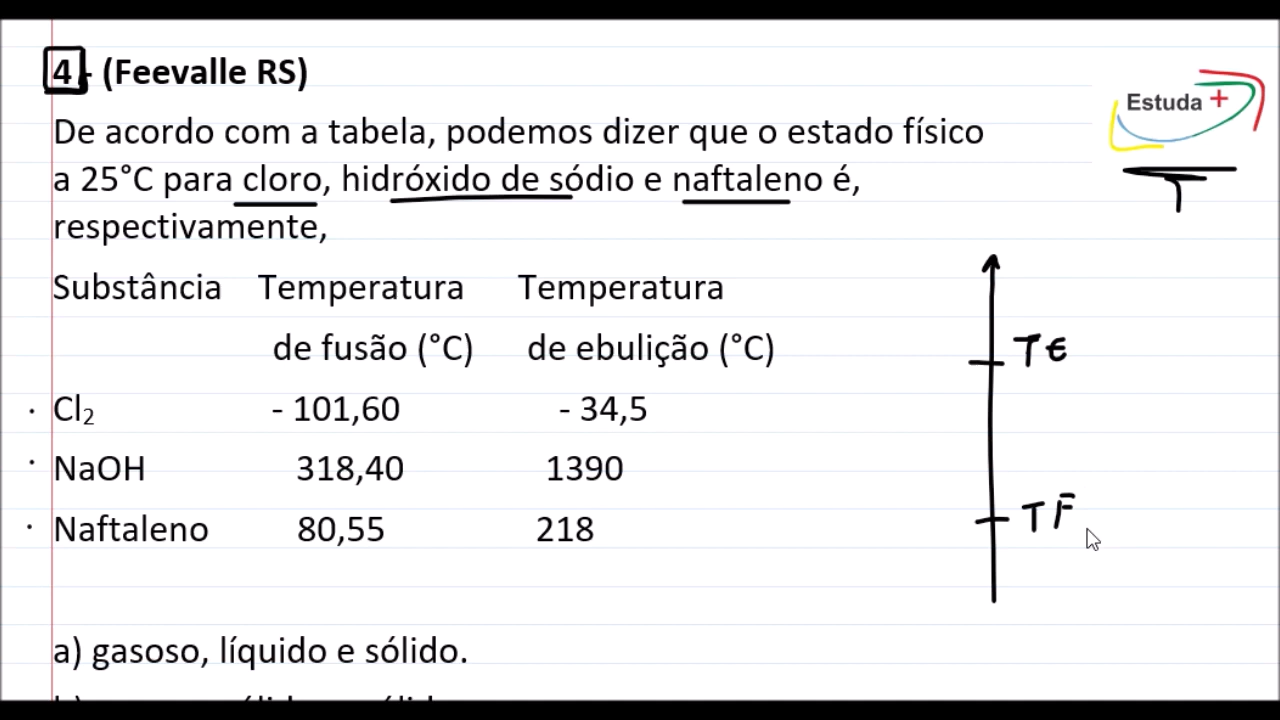 4 - (Feevalle RS)
Estuda +
De acordo com a tabela, podemos dizer que o estado físico
a 25°C para cloro, hidróxido de sódio e naftaleno é,
respectivamente,
T
Substância Temperatura Temperatura
de fusão (°C) de ebulição (°C)
TE
Cl₂ - 101,60 - 34,5
NaOH 318,40 1390
Naftaleno 80,55 218
TF
a) gasoso, líquido e sólido.